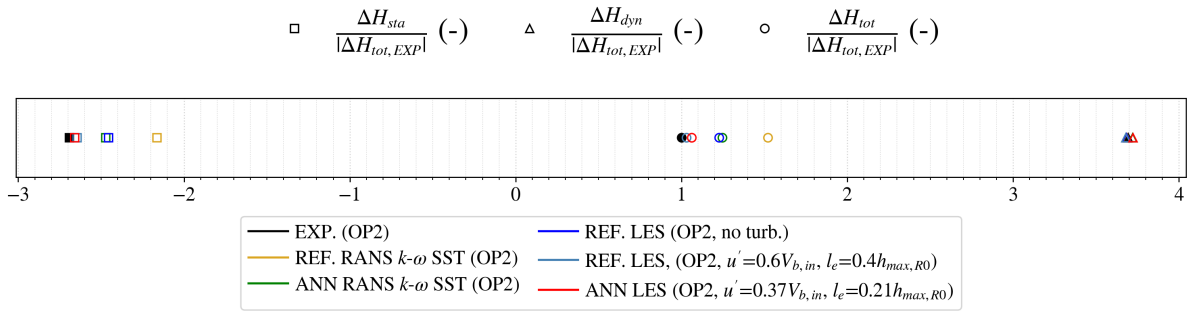 □ ΔH_sta / |ΔH_tot, EXP| (-) △ ΔH_dyn / |ΔH_tot, EXP| (-) ○ ΔH_tot / |ΔH_tot, EXP| (-)
−3 −2 −1 0 1 2 3 4
EXP. (OP2)
REF. RANS k-ω SST (OP2)
ANN RANS k-ω SST (OP2)
REF. LES (OP2, no turb.)
REF. LES, (OP2, u′=0.6V_b, in, l_e=0.4h_max, R0)
ANN LES (OP2, u′=0.37V_b, in, l_e=0.21h_max, R0)